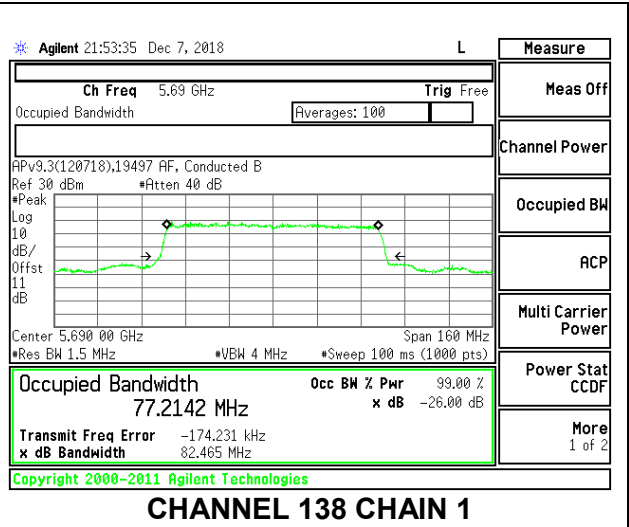 Agilent 21:53:35 Dec 7, 2018 L
Measure
Ch Freq 5.69 GHz Trig Free
Occupied Bandwidth Averages: 100
Meas Off
Channel Power
Occupied BW
ACP
Multi Carrier
Power
Power Stat
CCDF
More
1 of 2
APv9.3(120718),19497 AF, Conducted B
Ref 30 dBm #Atten 40 dB
#Peak
Log
10
dB/
Offst
11
dB
Center 5.690 00 GHz Span 160 MHz
#Res BW 1.5 MHz #VBW 4 MHz #Sweep 100 ms (1000 pts)
Occupied Bandwidth Occ BW % Pwr 99.00 %
77.2142 MHz x dB -26.00 dB
Transmit Freq Error -174.231 kHz
x dB Bandwidth 82.465 MHz
Copyright 2000-2011 Agilent Technologies
CHANNEL 138 CHAIN 1